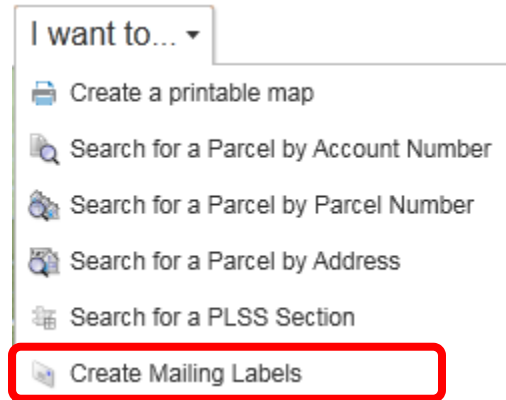 I want to...
Create a printable map
Search for a Parcel by Account Number
Search for a Parcel by Parcel Number
Search for a Parcel by Address
Search for a PLSS Section
Create Mailing Labels